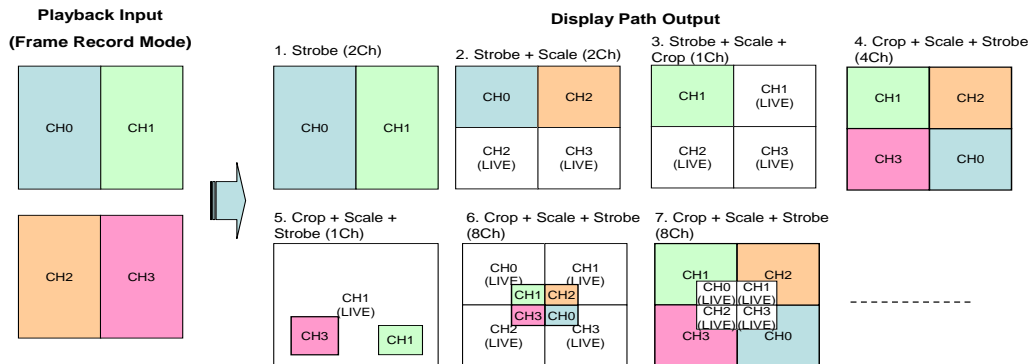 Playback Input
(Frame Record Mode)
Display Path Output
CH0
CH1
CH2
CH3
1. Strobe (2Ch)
CH0
CH1
2. Strobe + Scale (2Ch)
CH0
CH2
CH2
(LIVE)
CH3
(LIVE)
3. Strobe + Scale +
Crop (1Ch)
CH1
CH1
(LIVE)
CH2
(LIVE)
CH3
(LIVE)
4. Crop + Scale + Strobe
(4Ch)
CH1
CH2
CH3
CH0
5. Crop + Scale +
Strobe (1Ch)
CH1
(LIVE)
CH3
CH1
6. Crop + Scale + Strobe
(8Ch)
CH0
(LIVE)
CH1
(LIVE)
CH1
CH2
CH3
CH0
CH2
(LIVE)
CH3
(LIVE)
7. Crop + Scale + Strobe
(8Ch)
CH1
CH2
CH0
(LIVE)
CH1
(LIVE)
CH2
(LIVE)
CH3
(LIVE)
CH3
CH0